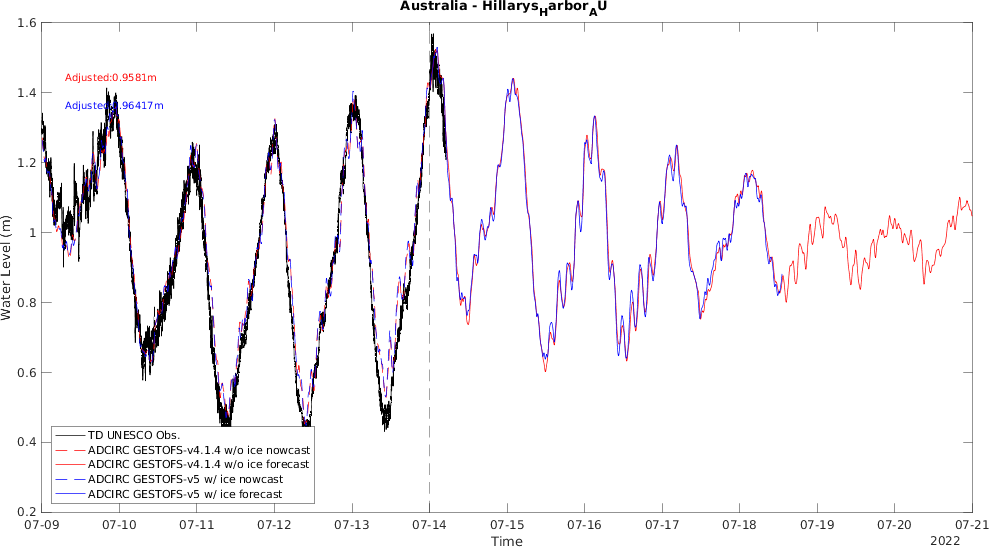 Australia - Hillarys_Harbor_AU
1.6
1.4
1.2
1
0.8
0.6
0.4
0.2
Water Level (m)
Adjusted:0.9581m
Adjusted:0.96417m
TD UNESCO Obs.
ADCIRC GESTOFS-v4.1.4 w/o ice nowcast
ADCIRC GESTOFS-v4.1.4 w/o ice forecast
ADCIRC GESTOFS-v5 w/ ice nowcast
ADCIRC GESTOFS-v5 w/ ice forecast
07-09 07-10 07-11 07-12 07-13 07-14 07-15 07-16 07-17 07-18 07-19 07-20 07-21
Time
2022